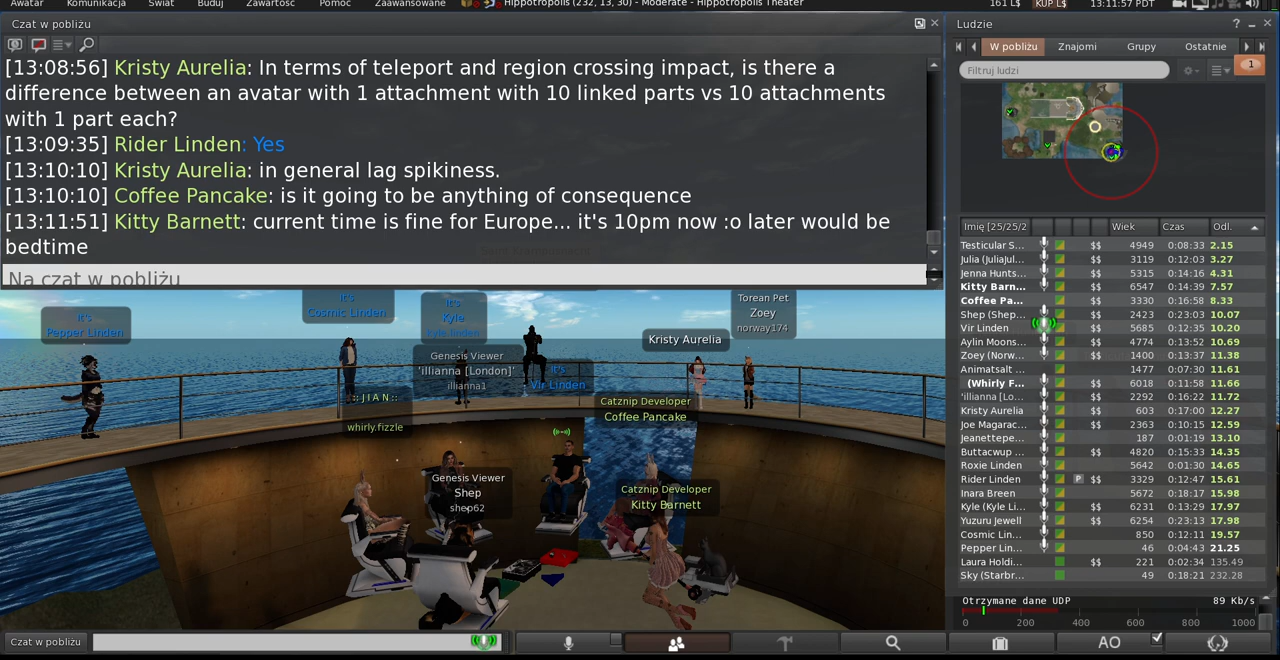 Awatar Komunikacja Świat Buduj Zawartość Pomoc Zaawansowane Hippotropolis (232, 13, 30) - Moderate - Hippotropolis Theater 161 L$ KUP L$ 13:11:57 PDT
Czat w pobliżu
[13:08:56] Kristy Aurelia: In terms of teleport and region crossing impact, is there a
difference between an avatar with 1 attachment with 10 linked parts vs 10 attachments
with 1 part each?
[13:09:35] Rider Linden: Yes
[13:10:10] Kristy Aurelia: in general lag spikiness.
[13:10:10] Coffee Pancake: is it going to be anything of consequence
[13:11:51] Kitty Barnett: current time is fine for Europe... it's 10pm now :o later would be
bedtime
Na czat w pobliżu
It's
Pepper Linden
It's
Cosmic Linden
It's
Kyle
kyle.linden
Torean Pet
Zoey
norway174
Kristy Aurelia
Genesis Viewer
'illianna [London]'
illianna1
It's
Vir Linden
:: J I A N ::
whirly.fizzle
Catznip Developer
Coffee Pancake
Genesis Viewer
Shep
shep62
Catznip Developer
Kitty Barnett
Czat w pobliżu
AO
Ludzie
W pobliżu Znajomi Grupy Ostatnie
Filtruj ludzi
1
Imię [25/25/2 Wiek Czas Odl.
Testicular S... $$ 4949 0:08:33 2.15
Julia (JuliaJul... $$ 3119 0:12:03 3.27
Jenna Hunts... $$ 5315 0:14:16 4.31
Kitty Barn... $$ 6547 0:14:39 7.57
Coffee Pa... 3330 0:16:58 8.33
Shep (Shep... 2423 0:23:03 10.07
Vir Linden 5685 0:12:35 10.20
Aylin Moons... $$ 4774 0:13:52 10.69
Zoey (Norw... $$ 1400 0:13:37 11.38
Animatsalt ... 1477 0:07:30 11.61
(Whirly F... $$ 6018 0:11:58 11.66
'illianna [Lo... $$ 2292 0:16:22 11.72
Kristy Aurelia 603 0:17:00 12.27
Joe Magarac... $$ 2363 0:10:15 12.59
Jeanettepe... 187 0:01:19 13.10
Buttacwup ... $$ 4820 0:15:33 14.35
Roxie Linden 5642 0:01:30 14.65
Rider Linden P $$ 3329 0:12:47 15.61
Inara Breen 5672 0:18:17 15.98
Kyle (Kyle Li... $$ 6231 0:13:29 17.97
Yuzuru Jewell $$ 6254 0:23:13 17.98
Cosmic Lin... 850 0:12:11 19.57
Pepper Lin... 46 0:04:43 21.25
Laura Holdi... $$ 221 0:02:34 135.49
Sky (Starbr... 49 0:18:21 232.28
Otrzymane dane UDP 89 Kb/s
0 200 400 600 800 1000